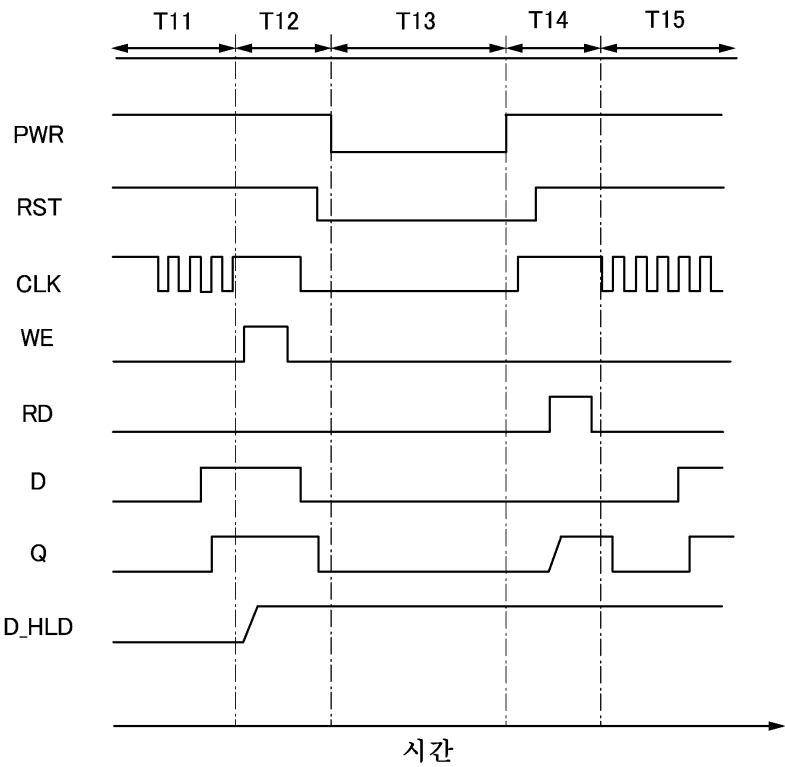 T11 T12 T13 T14 T15
PWR
RST
CLK
WE
RD
D
Q
D_HLD
시간